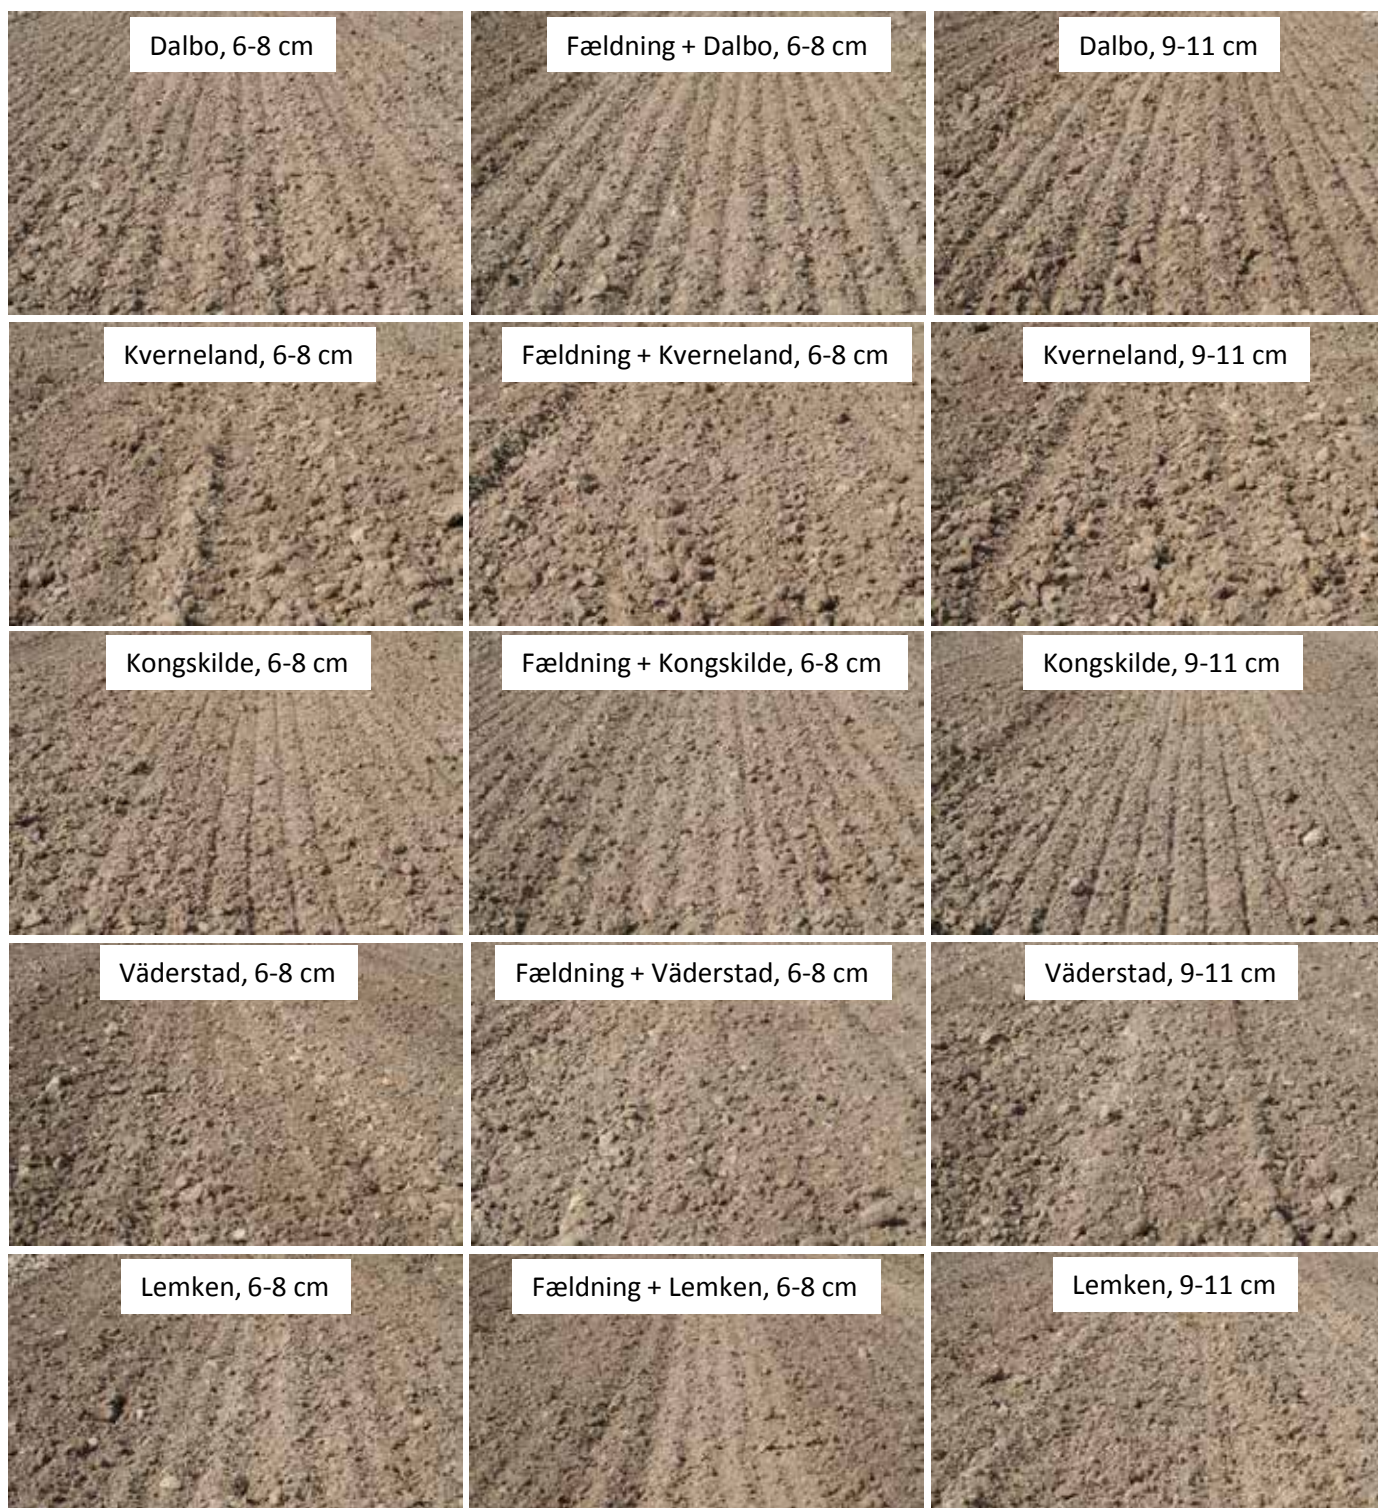 Dalbo, 6-8 cm
Fældning + Dalbo, 6-8 cm
Dalbo, 9-11 cm
Kverneland, 6-8 cm
Fældning + Kverneland, 6-8 cm
Kverneland, 9-11 cm
Kongskilde, 6-8 cm
Fældning + Kongskilde, 6-8 cm
Kongskilde, 9-11 cm
Väderstad, 6-8 cm
Fældning + Väderstad, 6-8 cm
Väderstad, 9-11 cm
Lemken, 6-8 cm
Fældning + Lemken, 6-8 cm
Lemken, 9-11 cm